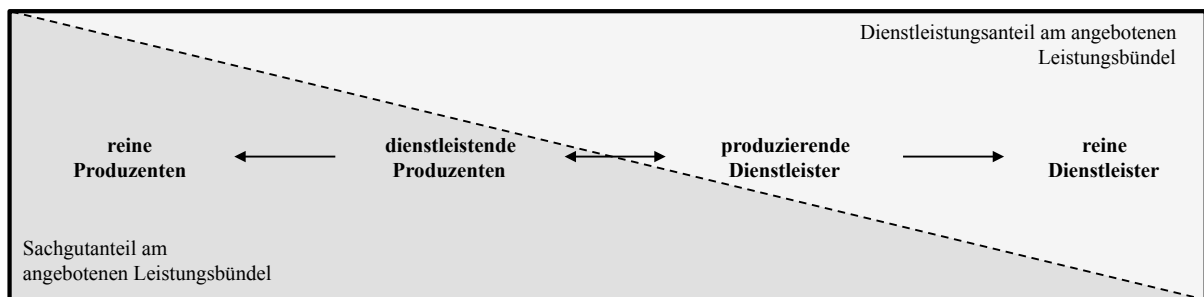 Dienstleistungsanteil am angebotenen
Leistungsbündel
reine
Produzenten
dienstleistende
Produzenten
produzierende
Dienstleister
reine
Dienstleister
Sachgutanteil am
angebotenen Leistungsbündel